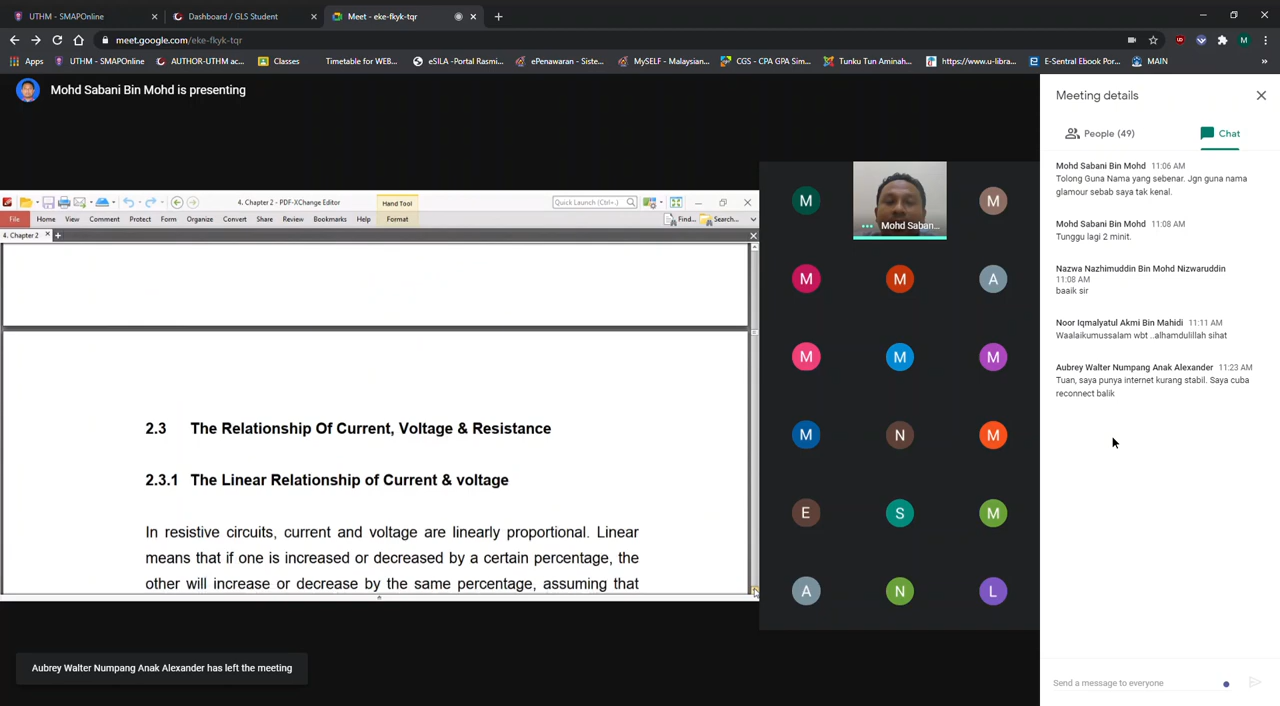 UTHM - SMAPOnline
Dashboard / GLS Student
Meet - eke-fkyk-tqr
meet.google.com/eke-fkyk-tqr
Apps
UTHM - SMAPOnline
AUTHOR-UTHM ac...
Classes
Timetable for WEB...
eSILA -Portal Rasmi...
ePenawaran - Siste...
MySELF - Malaysian...
CGS - CPA GPA Sim...
Tunku Tun Aminah...
https://www.u-libra...
E-Sentral Ebook Por...
MAIN
Mohd Sabani Bin Mohd is presenting
Hand Tool
4. Chapter 2 - PDF-XChange Editor
Quick Launch (Ctrl+.)
File
Home
View
Comment
Protect
Form
Organize
Convert
Share
Review
Bookmarks
Help
Format
Find...
Search...
4. Chapter 2
2.3 The Relationship Of Current, Voltage & Resistance
2.3.1 The Linear Relationship of Current & voltage
In resistive circuits, current and voltage are linearly proportional. Linear
means that if one is increased or decreased by a certain percentage, the
other will increase or decrease by the same percentage, assuming that
M
Mohd Saban...
M
M
M
A
M
M
M
M
N
M
E
S
M
A
N
L
Aubrey Walter Numpang Anak Alexander has left the meeting
Meeting details
People (49)
Chat
Mohd Sabani Bin Mohd 11:06 AM
Tolong Guna Nama yang sebenar. Jgn guna nama
glamour sebab saya tak kenal.
Mohd Sabani Bin Mohd 11:08 AM
Tunggu lagi 2 minit.
Nazwa Nazhimuddin Bin Mohd Nizwaruddin
11:08 AM
baaik sir
Noor Iqmalyatul Akmi Bin Mahidi 11:11 AM
Waalaikumussalam wbt ..alhamdulillah sihat
Aubrey Walter Numpang Anak Alexander 11:23 AM
Tuan, saya punya internet kurang stabil. Saya cuba
reconnect balik
Send a message to everyone